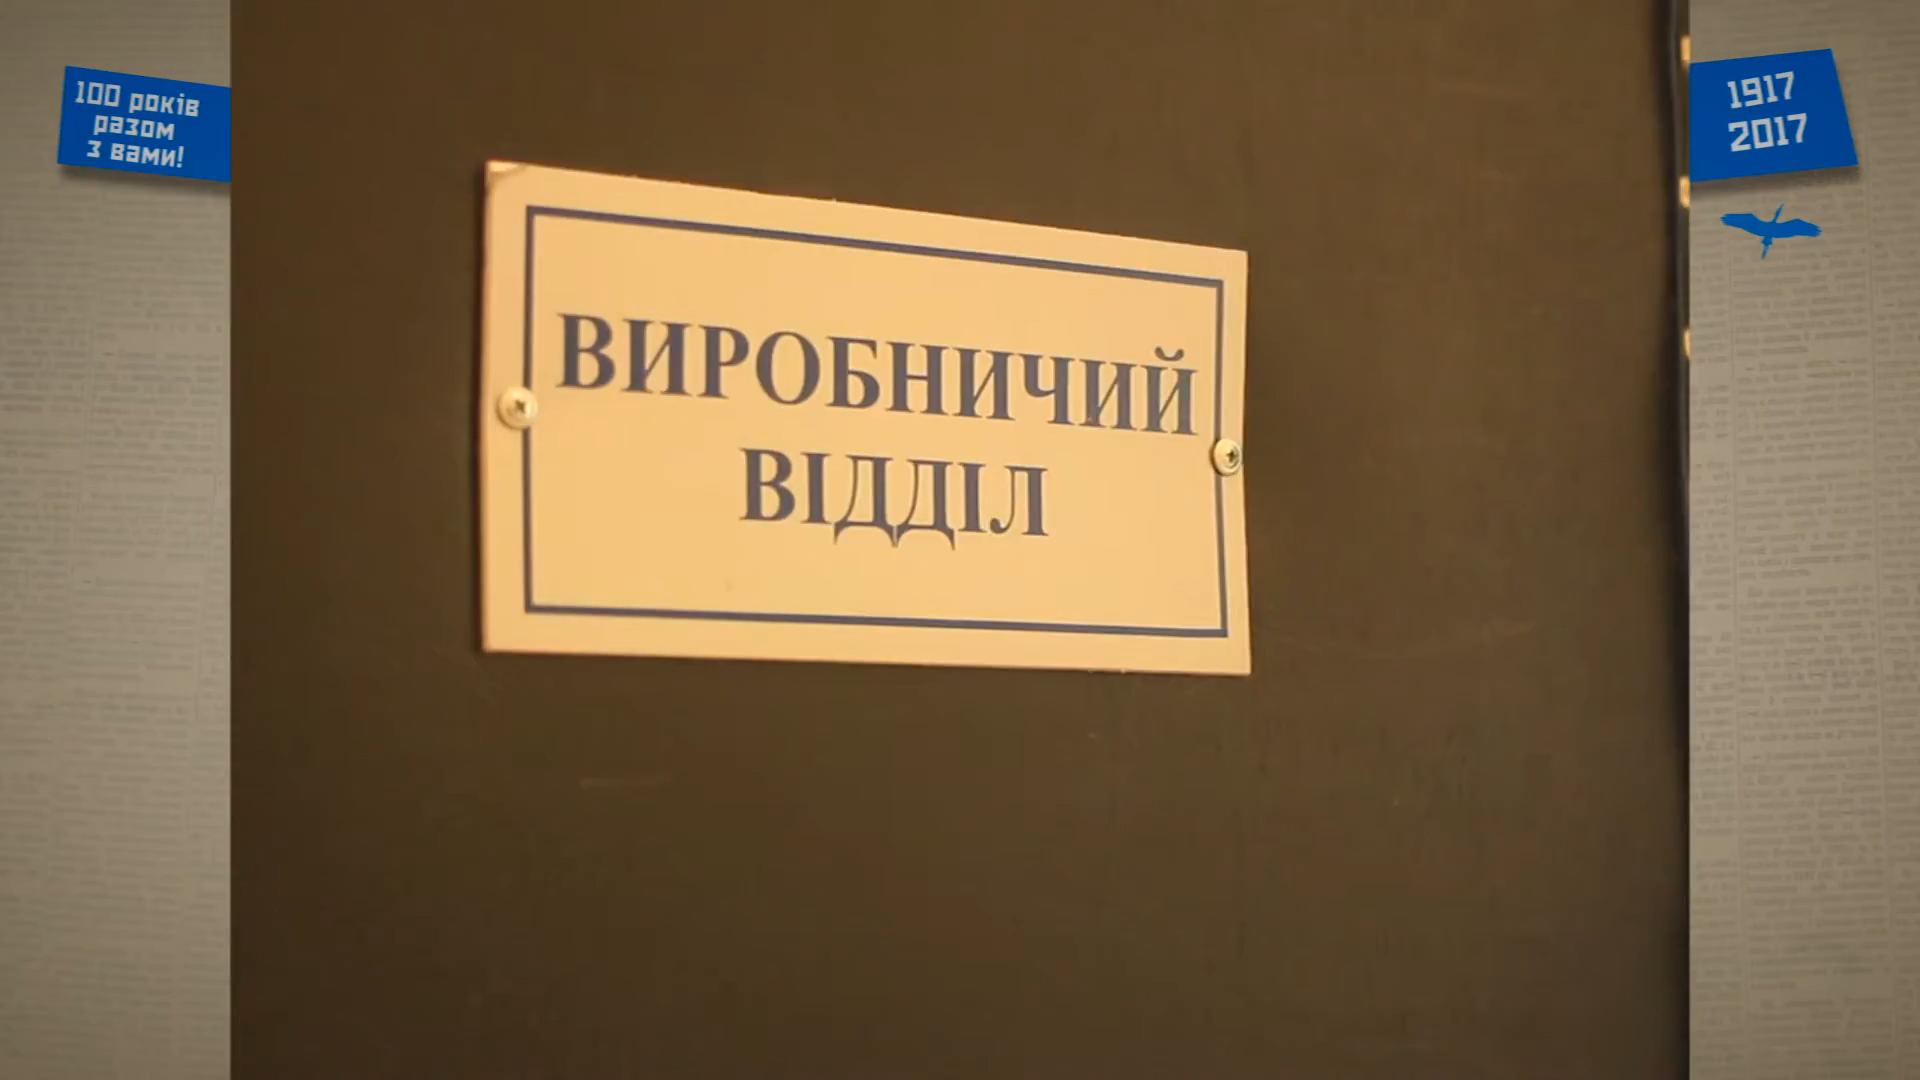 100 років
разом
з вами!
ВИРОБНИЧИЙ
ВІДДІЛ
1917
2017